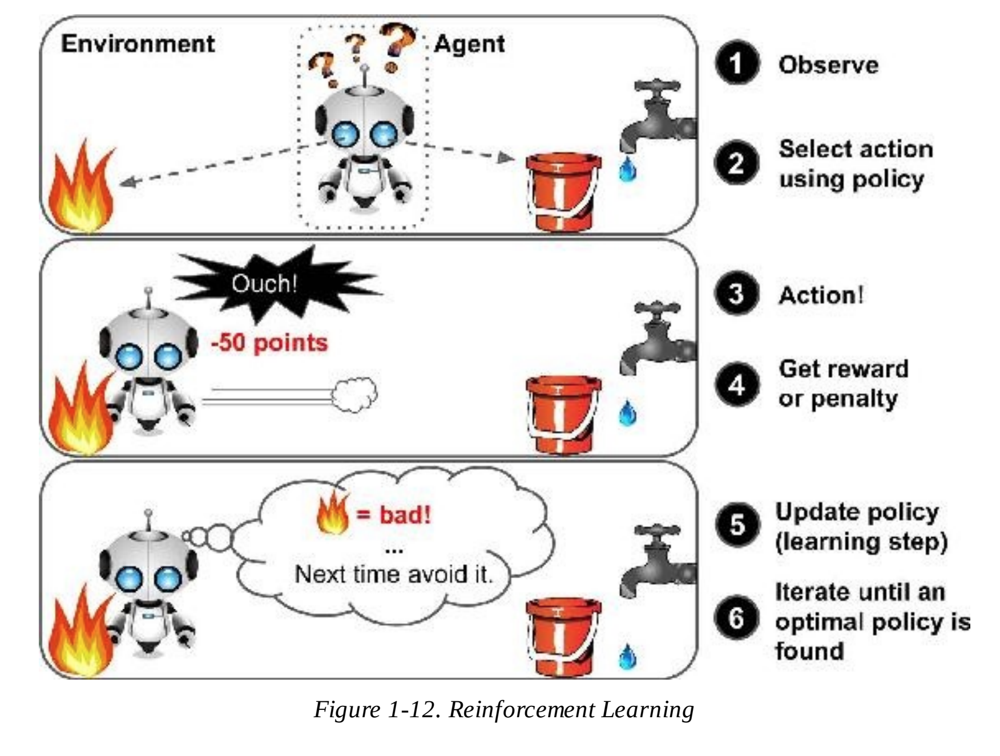 Environment
Agent
1 Observe
2 Select action
using policy
Ouch!
-50 points
3 Action!
4 Get reward
or penalty
= bad!
...
Next time avoid it.
5 Update policy
(learning step)
6 Iterate until an
optimal policy is
found
Figure 1-12. Reinforcement Learning